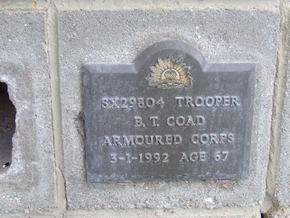 SX29804 TROOPER
B. T. COAD
ARMOURED CORPS
3-1-1992 AGE 67